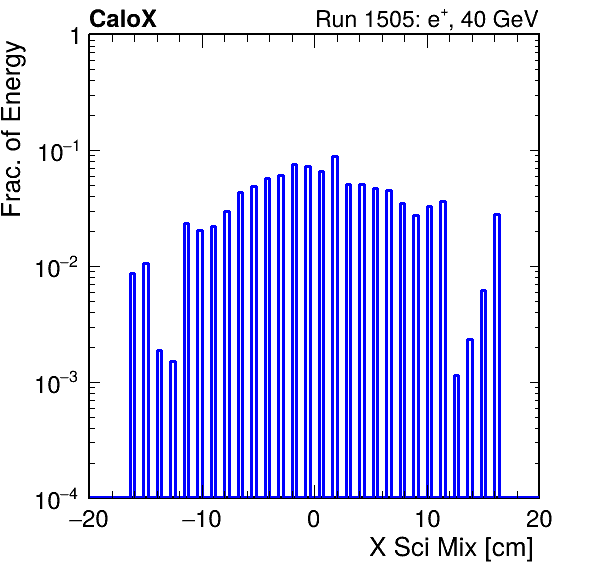 CaloX Run 1505: e⁺, 40 GeV
Frac. of Energy
1
10⁻¹
10⁻²
10⁻³
10⁻⁴
−20 −10 0 10 20
X Sci Mix [cm]